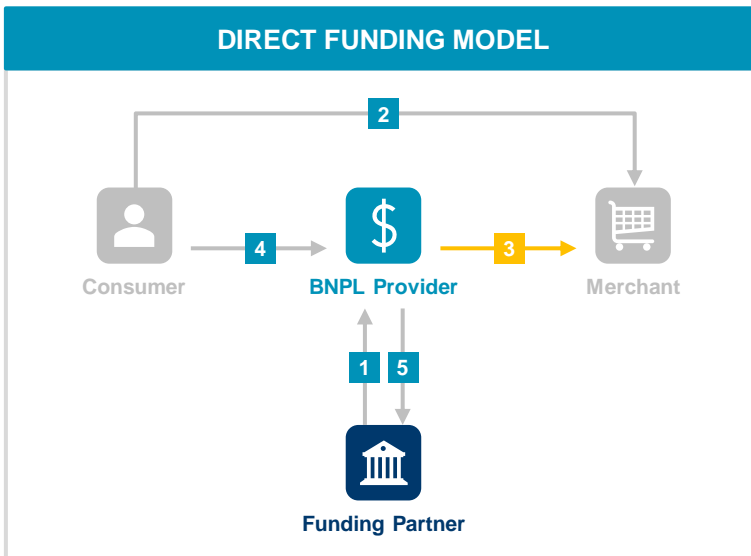 DIRECT FUNDING MODEL
2
4
3
Consumer
BNPL Provider
Merchant
1
5
Funding Partner